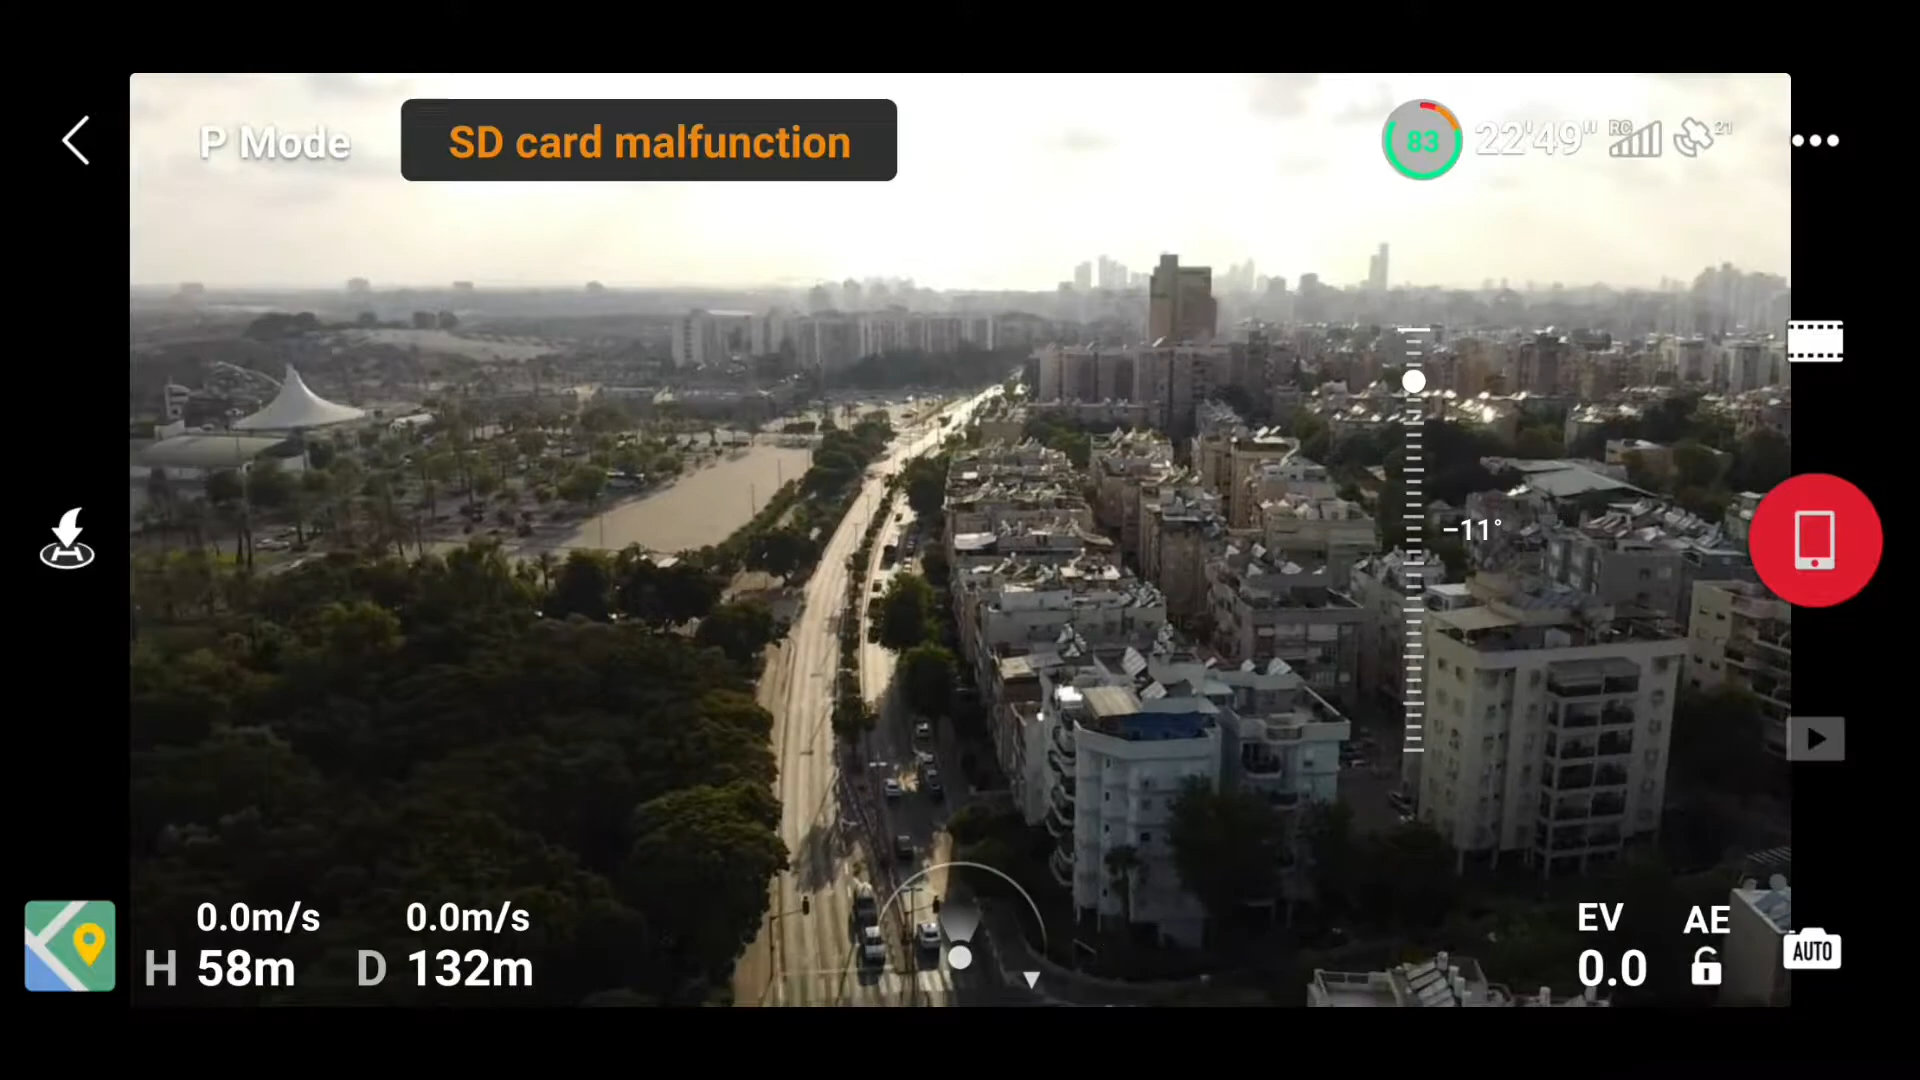 P Mode
SD card malfunction
83
22'49"
RC
21
-11°
0.0m/s
0.0m/s
H 58m
D 132m
EV
0.0
AE
AUTO